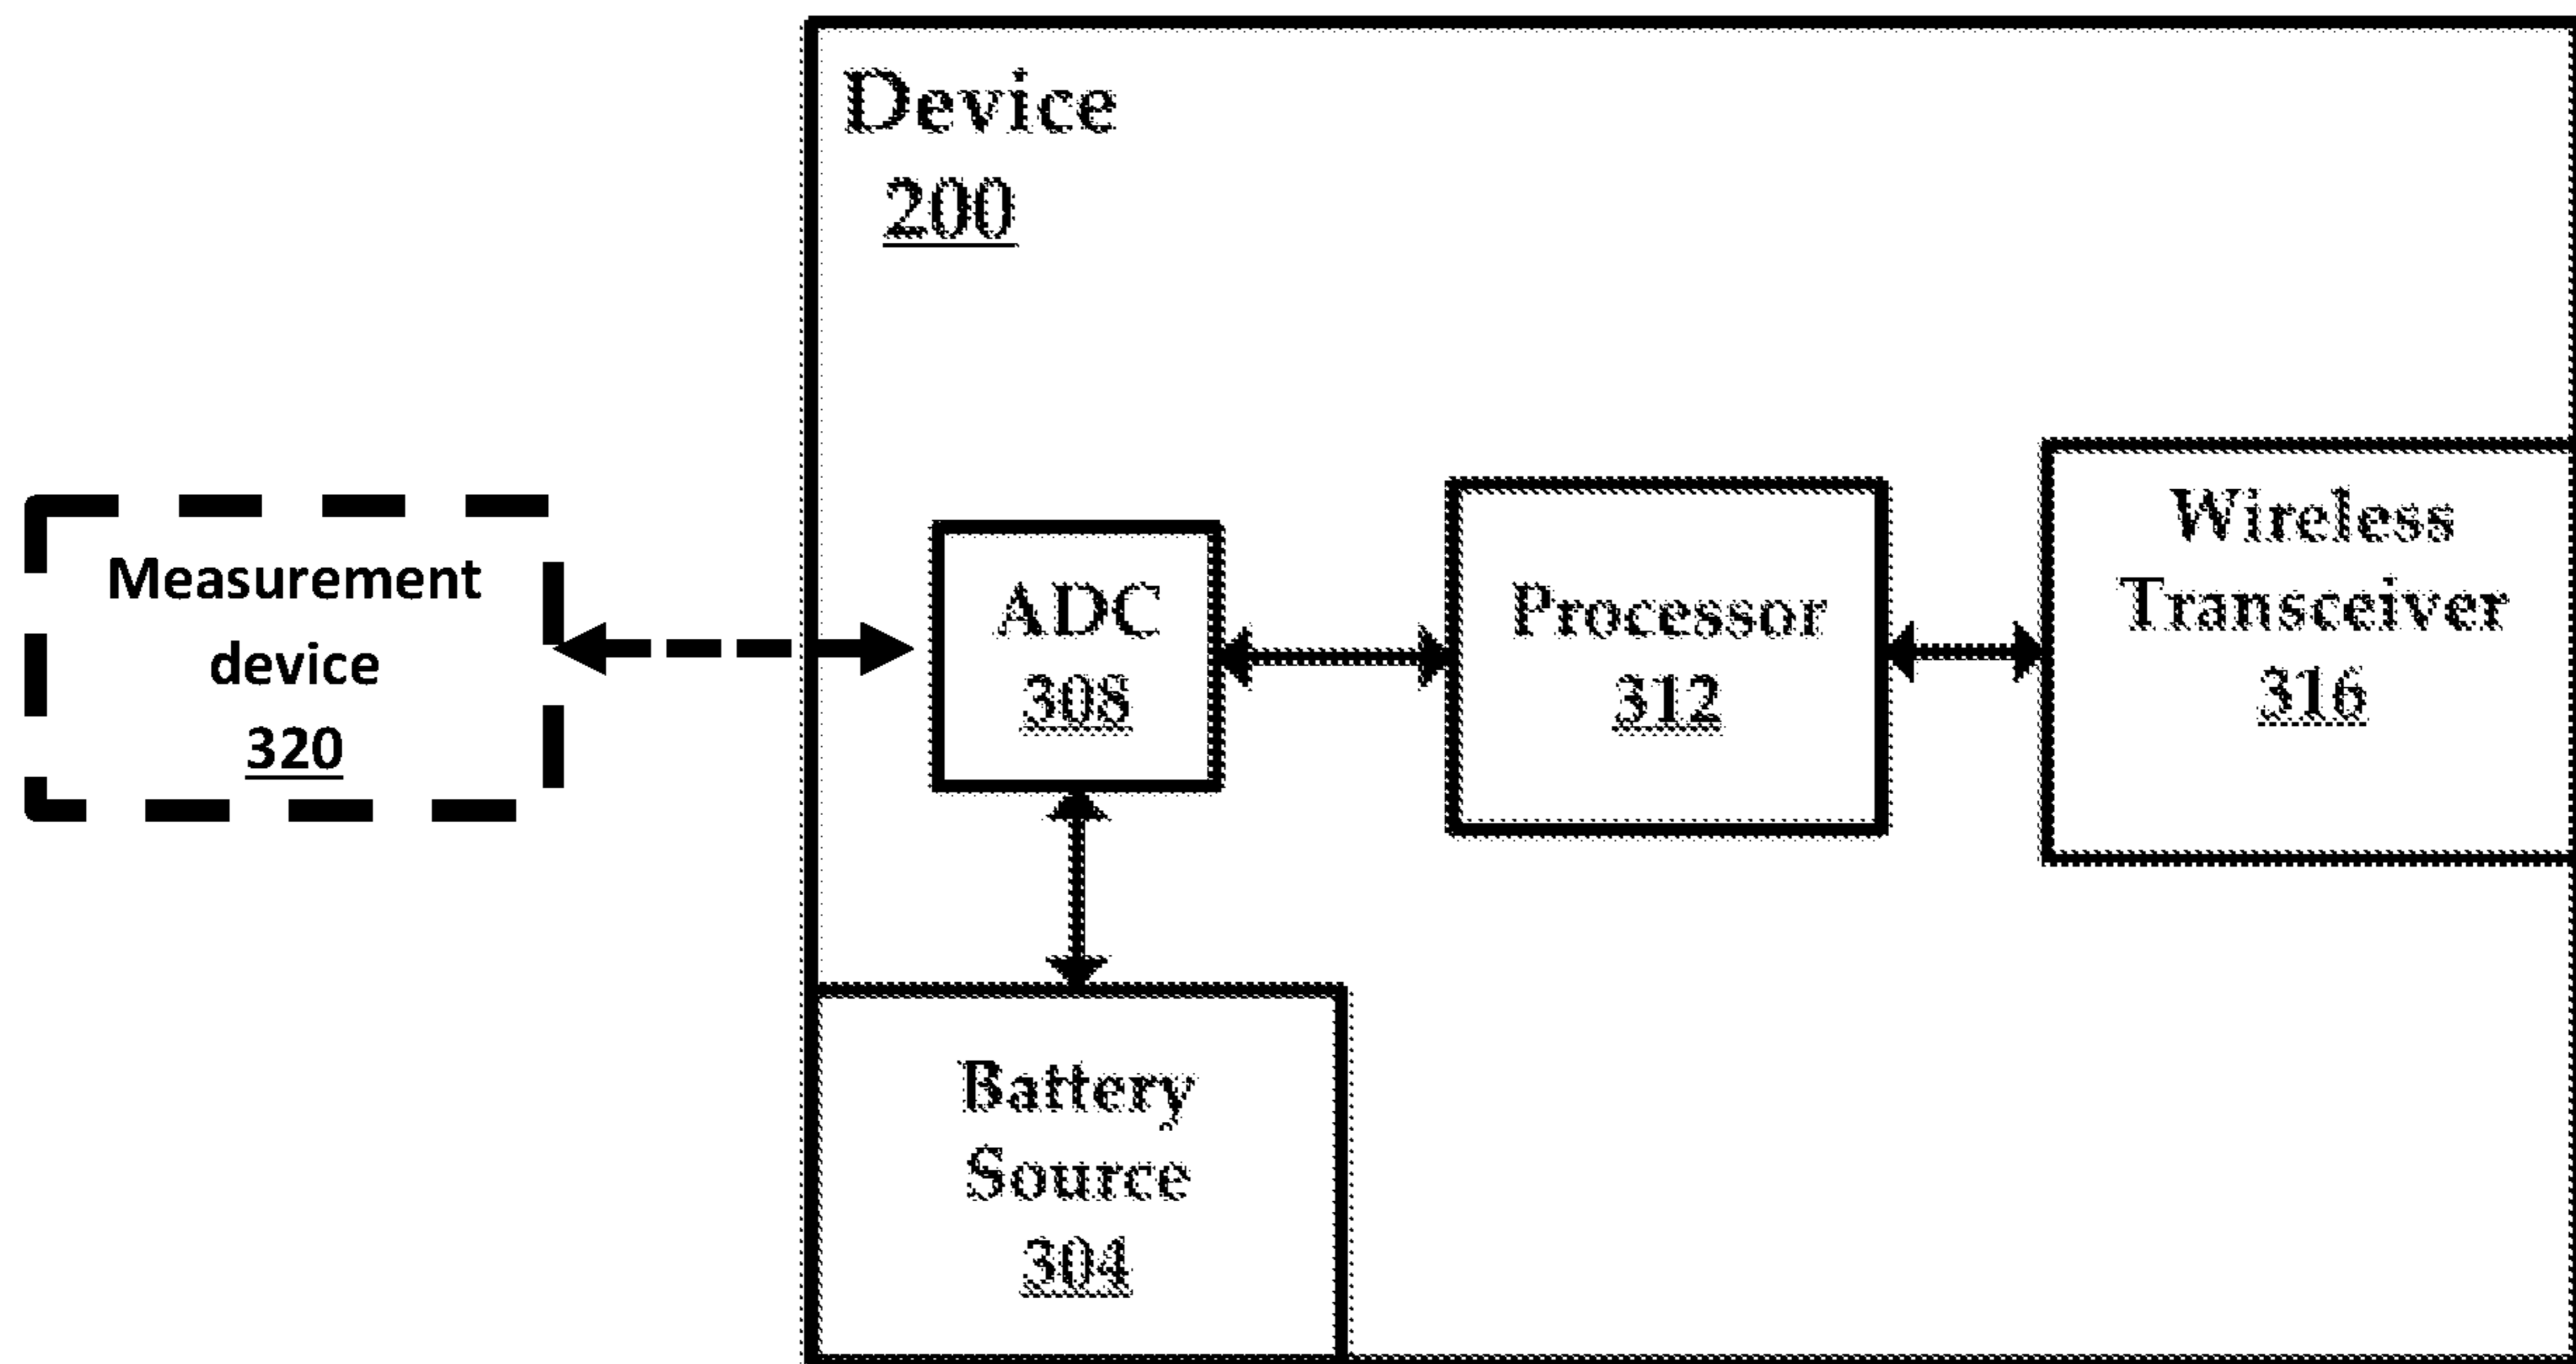 Device
200
Measurement
device
320
ADC
308
Processor
312
Wireless
Transceiver
316
Battery
Source
304